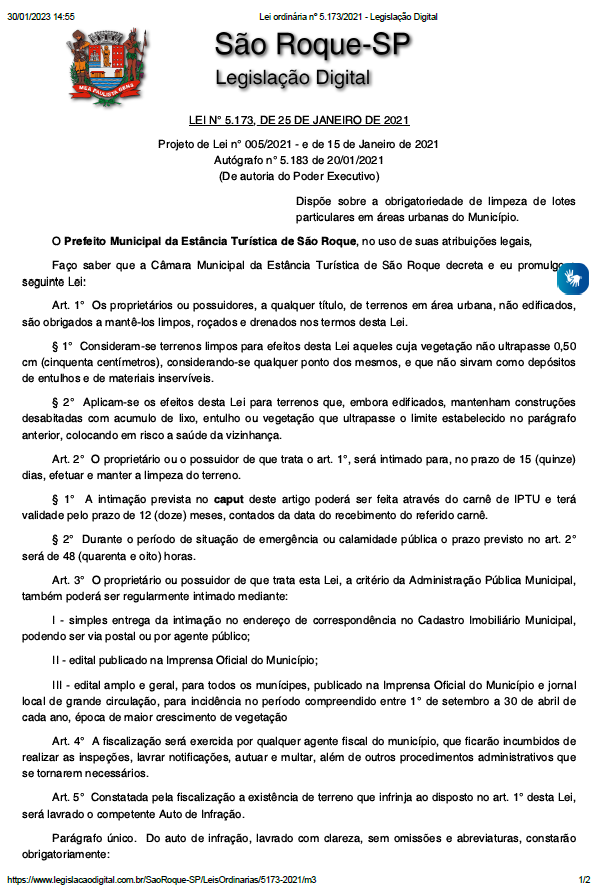 30/01/2023 14:55
Lei ordinária nº 5.173/2021 - Legislação Digital
MEA PAULISTA GENS
São Roque-SP
Legislação Digital
LEI N° 5.173, DE 25 DE JANEIRO DE 2021
Projeto de Lei n° 005/2021 - e de 15 de Janeiro de 2021
Autógrafo n° 5.183 de 20/01/2021
(De autoria do Poder Executivo)
Dispõe sobre a obrigatoriedade de limpeza de lotes
particulares em áreas urbanas do Município.
O Prefeito Municipal da Estância Turística de São Roque, no uso de suas atribuições legais,
Faço saber que a Câmara Municipal da Estância Turística de São Roque decreta e eu promulgo
seguinte Lei:
Art. 1° Os proprietários ou possuidores, a qualquer título, de terrenos em área urbana, não edificados,
são obrigados a mantê-los limpos, roçados e drenados nos termos desta Lei.
§ 1° Consideram-se terrenos limpos para efeitos desta Lei aqueles cuja vegetação não ultrapasse 0,50
cm (cinquenta centímetros), considerando-se qualquer ponto dos mesmos, e que não sirvam como depósitos
de entulhos e de materiais inservíveis.
§ 2° Aplicam-se os efeitos desta Lei para terrenos que, embora edificados, mantenham construções
desabitadas com acumulo de lixo, entulho ou vegetação que ultrapasse o limite estabelecido no parágrafo
anterior, colocando em risco a saúde da vizinhança.
Art. 2° O proprietário ou o possuidor de que trata o art. 1°, será intimado para, no prazo de 15 (quinze)
dias, efetuar e manter a limpeza do terreno.
§ 1° A intimação prevista no caput deste artigo poderá ser feita através do carnê de IPTU e terá
validade pelo prazo de 12 (doze) meses, contados da data do recebimento do referido carnê.
§ 2° Durante o período de situação de emergência ou calamidade pública o prazo previsto no art. 2°
será de 48 (quarenta e oito) horas.
Art. 3° O proprietário ou possuidor de que trata esta Lei, a critério da Administração Pública Municipal,
também poderá ser regularmente intimado mediante:
I - simples entrega da intimação no endereço de correspondência no Cadastro Imobiliário Municipal,
podendo ser via postal ou por agente público;
II - edital publicado na Imprensa Oficial do Município;
III - edital amplo e geral, para todos os munícipes, publicado na Imprensa Oficial do Município e jornal
local de grande circulação, para incidência no período compreendido entre 1° de setembro a 30 de abril de
cada ano, época de maior crescimento de vegetação
Art. 4° A fiscalização será exercida por qualquer agente fiscal do município, que ficarão incumbidos de
realizar as inspeções, lavrar notificações, autuar e multar, além de outros procedimentos administrativos que
se tornarem necessários.
Art. 5° Constatada pela fiscalização a existência de terreno que infrinja ao disposto no art. 1° desta Lei,
será lavrado o competente Auto de Infração.
Parágrafo único. Do auto de infração, lavrado com clareza, sem omissões e abreviaturas, constarão
obrigatoriamente:
https://www.legislacaodigital.com.br/SaoRoque-SP/LeisOrdinarias/5173-2021/m3
1/2